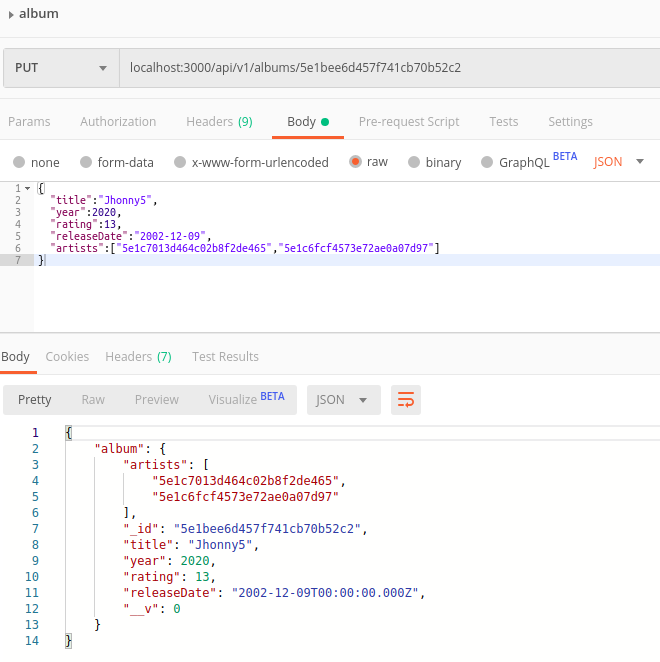 album
PUT localhost:3000/api/v1/albums/5e1bee6d457f741cb70b52c2
Params Authorization Headers (9) Body Pre-request Script Tests Settings
none form-data x-www-form-urlencoded raw binary GraphQL BETA JSON
1 {
2 "title":"Jhonny5",
3 "year":2020,
4 "rating":13,
5 "releaseDate":"2002-12-09",
6 "artists":["5e1c7013d464c02b8f2de465","5e1c6fcf4573e72ae0a07d97"]
7 }
Body Cookies Headers (7) Test Results
Pretty Raw Preview Visualize BETA JSON
1 {
2 "album": {
3 "artists": [
4 "5e1c7013d464c02b8f2de465",
5 "5e1c6fcf4573e72ae0a07d97"
6 ],
7 "_id": "5e1bee6d457f741cb70b52c2",
8 "title": "Jhonny5",
9 "year": 2020,
10 "rating": 13,
11 "releaseDate": "2002-12-09T00:00:00.000Z",
12 "__v": 0
13 }
14 }